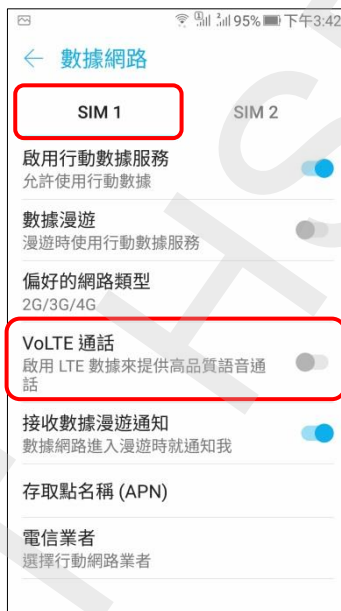 95% 下午3:42
數據網路
SIM 1 SIM 2
啟用行動數據服務
允許使用行動數據
數據漫遊
漫遊時使用行動數據服務
偏好的網路類型
2G/3G/4G
VoLTE 通話
啟用 LTE 數據來提供高品質語音通
話
接收數據漫遊通知
數據網路進入漫遊時就通知我
存取點名稱 (APN)
電信業者
選擇行動網路業者